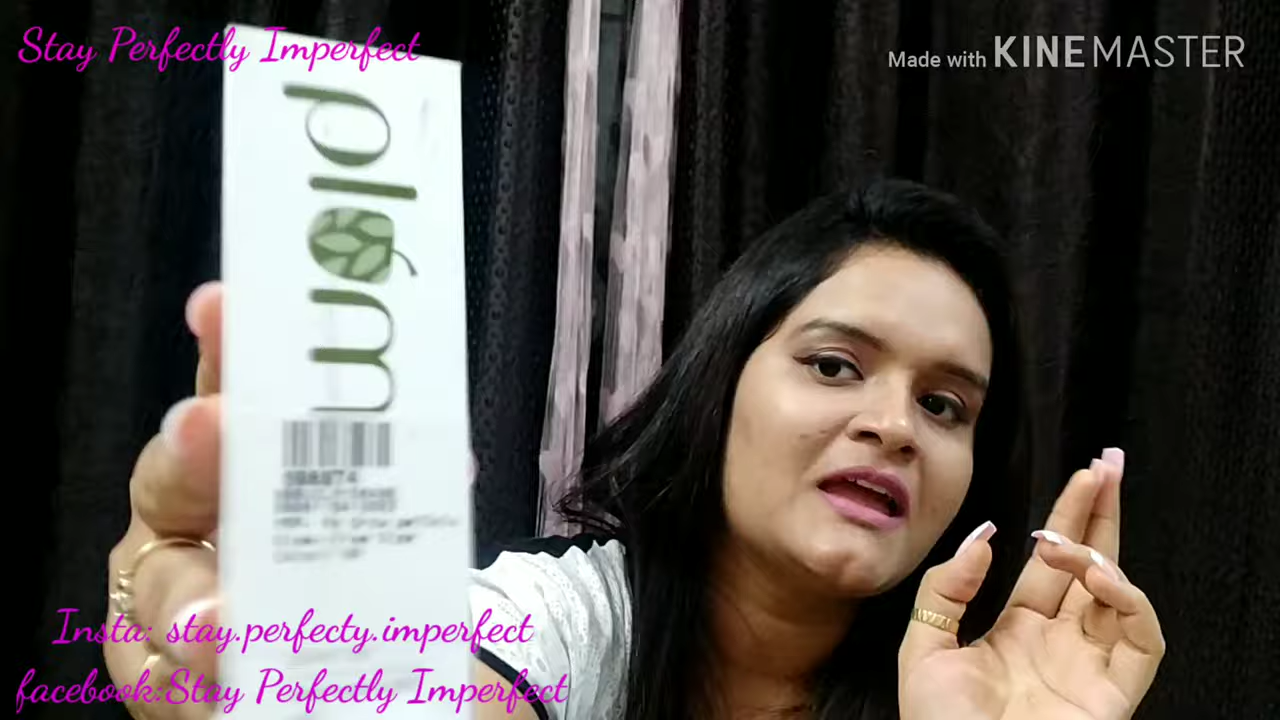 Stay Perfectly Imperfect
Made with KINEMASTER
plum
Insta: stay.perfecty.imperfect
facebook:Stay Perfectly Imperfect